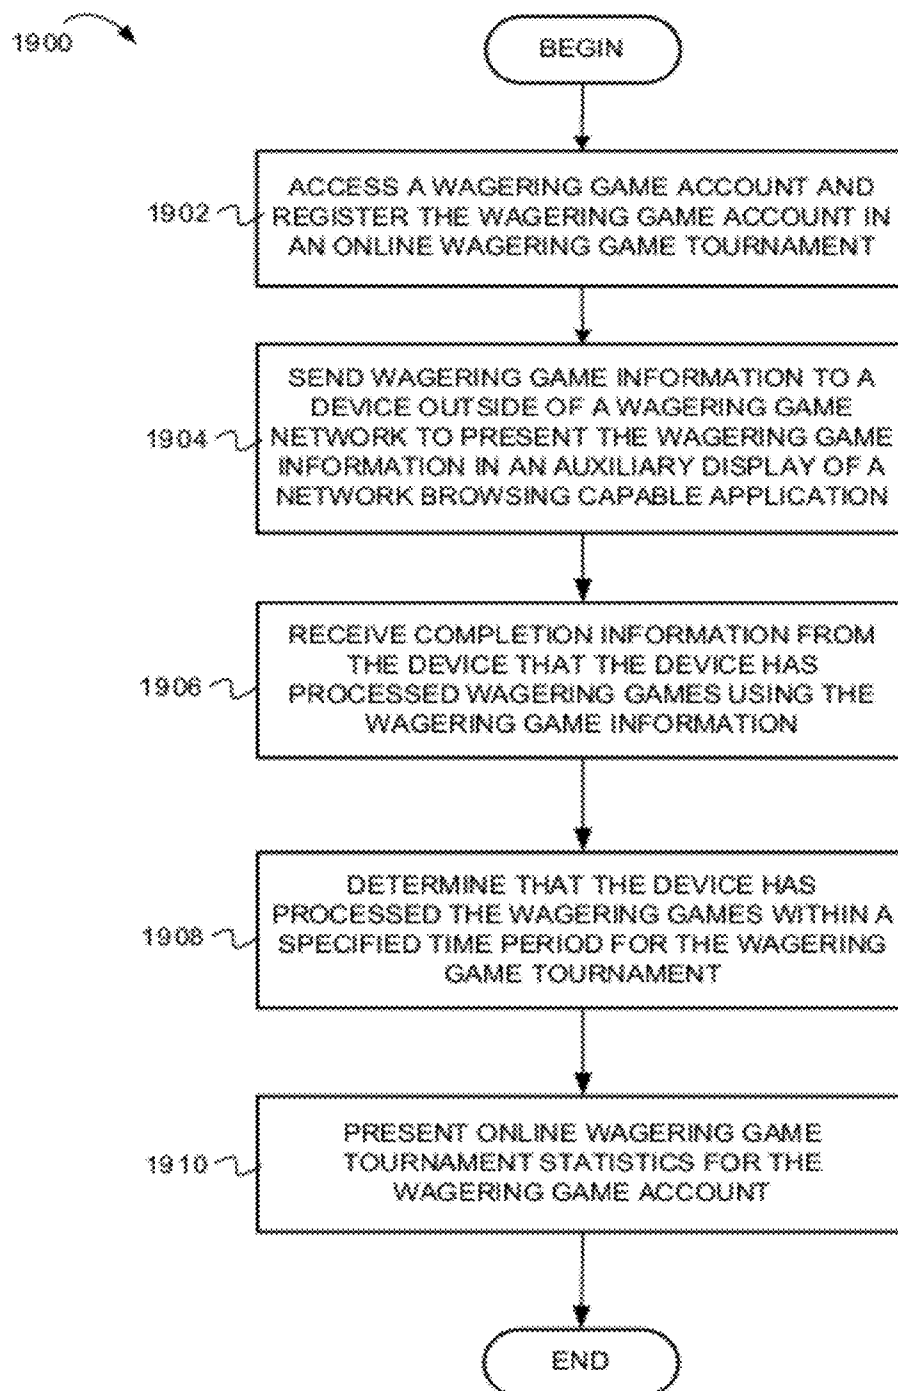 1900
BEGIN
1902
ACCESS A WAGERING GAME ACCOUNT AND
REGISTER THE WAGERING GAME ACCOUNT IN
AN ONLINE WAGERING GAME TOURNAMENT
1904
SEND WAGERING GAME INFORMATION TO A
DEVICE OUTSIDE OF A WAGERING GAME
NETWORK TO PRESENT THE WAGERING GAME
INFORMATION IN AN AUXILIARY DISPLAY OF A
NETWORK BROWSING CAPABLE APPLICATION
1906
RECEIVE COMPLETION INFORMATION FROM
THE DEVICE THAT THE DEVICE HAS
PROCESSED WAGERING GAMES USING THE
WAGERING GAME INFORMATION
1908
DETERMINE THAT THE DEVICE HAS
PROCESSED THE WAGERING GAMES WITHIN A
SPECIFIED TIME PERIOD FOR THE WAGERING
GAME TOURNAMENT
1910
PRESENT ONLINE WAGERING GAME
TOURNAMENT STATISTICS FOR THE
WAGERING GAME ACCOUNT
END